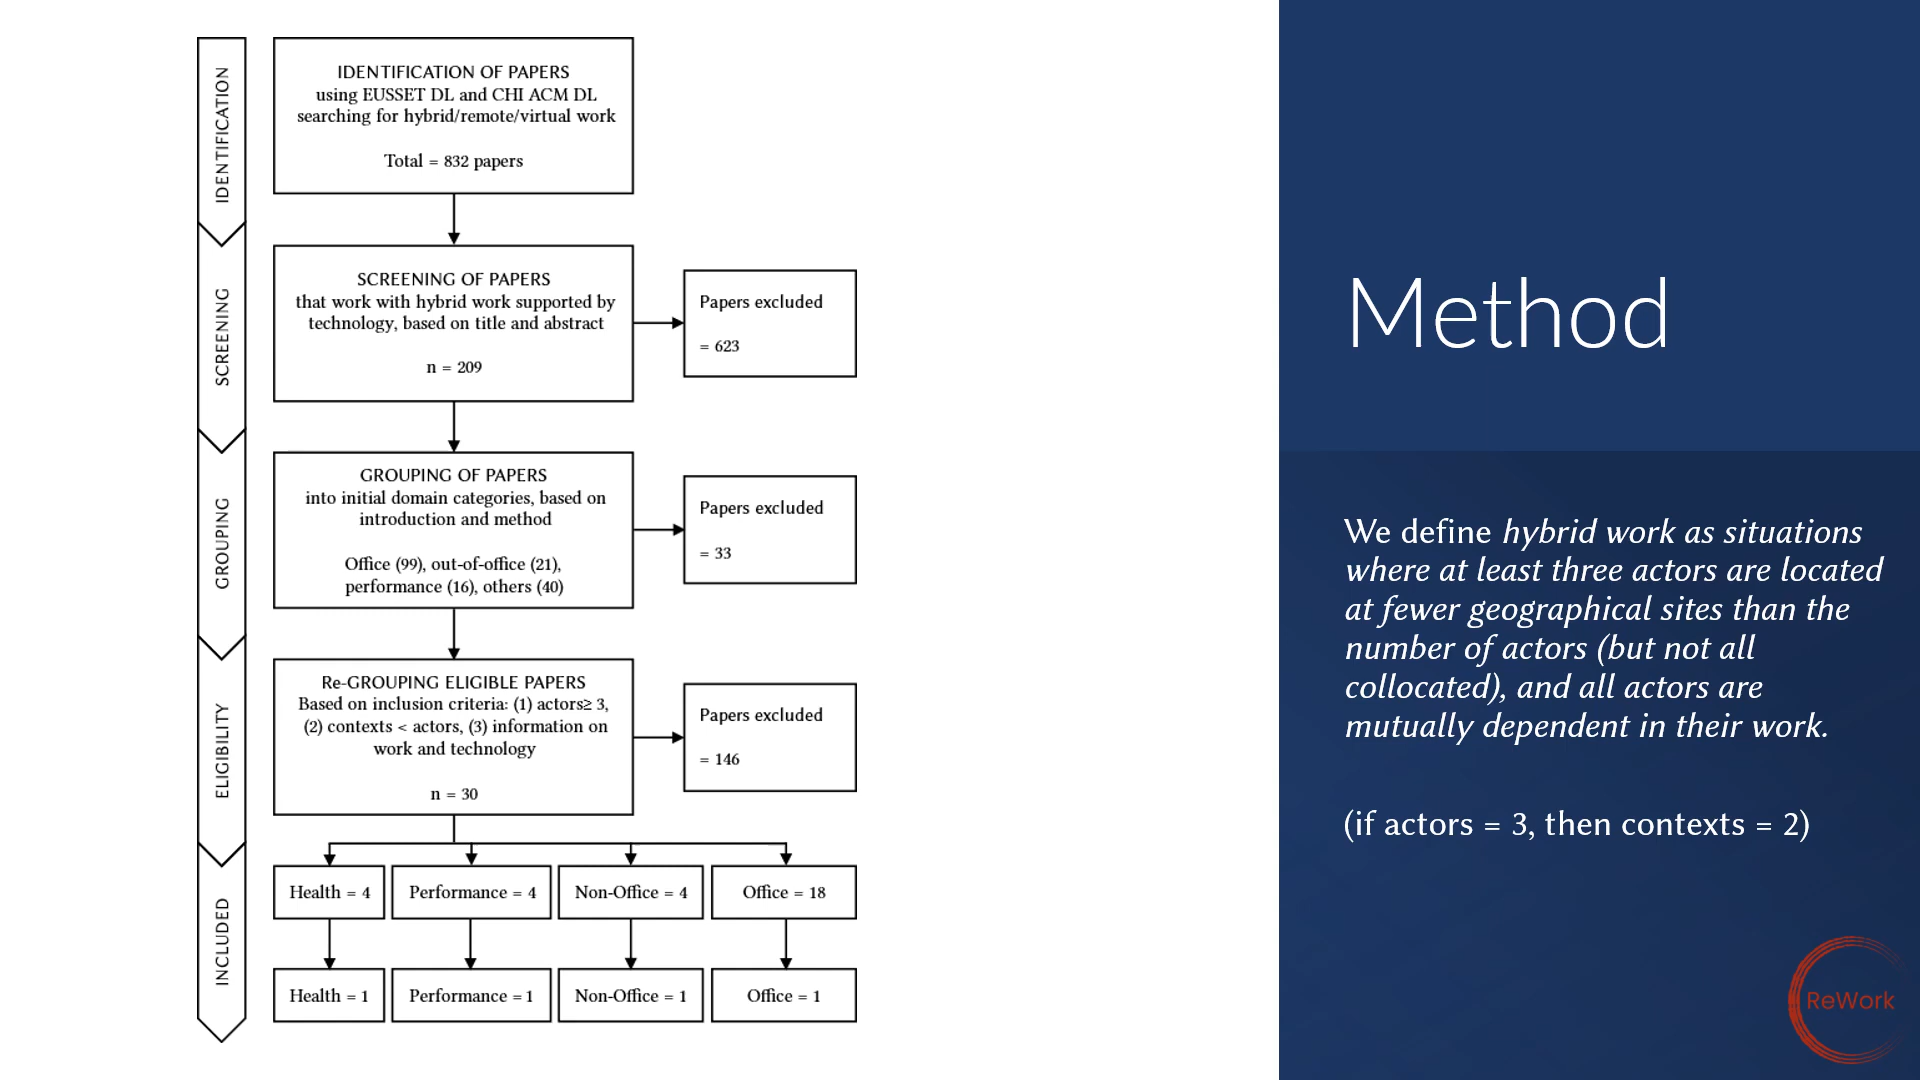 IDENTIFICATION
IDENTIFICATION OF PAPERS
using EUSSET DL and CHI ACM DL
searching for hybrid/remote/virtual work
Total = 832 papers
SCREENING
SCREENING OF PAPERS
that work with hybrid work supported by
technology, based on title and abstract
n = 209
Papers excluded
= 623
GROUPING
GROUPING OF PAPERS
into initial domain categories, based on
introduction and method
Office (99), out-of-office (21),
performance (16), others (40)
Papers excluded
= 33
ELIGIBILITY
Re-GROUPING ELIGIBLE PAPERS
Based on inclusion criteria: (1) actors≥ 3,
(2) contexts < actors, (3) information on
work and technology
n = 30
Papers excluded
= 146
INCLUDED
Health = 4
Performance = 4
Non-Office = 4
Office = 18
Health = 1
Performance = 1
Non-Office = 1
Office = 1
Method
We define hybrid work as situations
where at least three actors are located
at fewer geographical sites than the
number of actors (but not all
collocated), and all actors are
mutually dependent in their work.
(if actors = 3, then contexts = 2)
ReWork